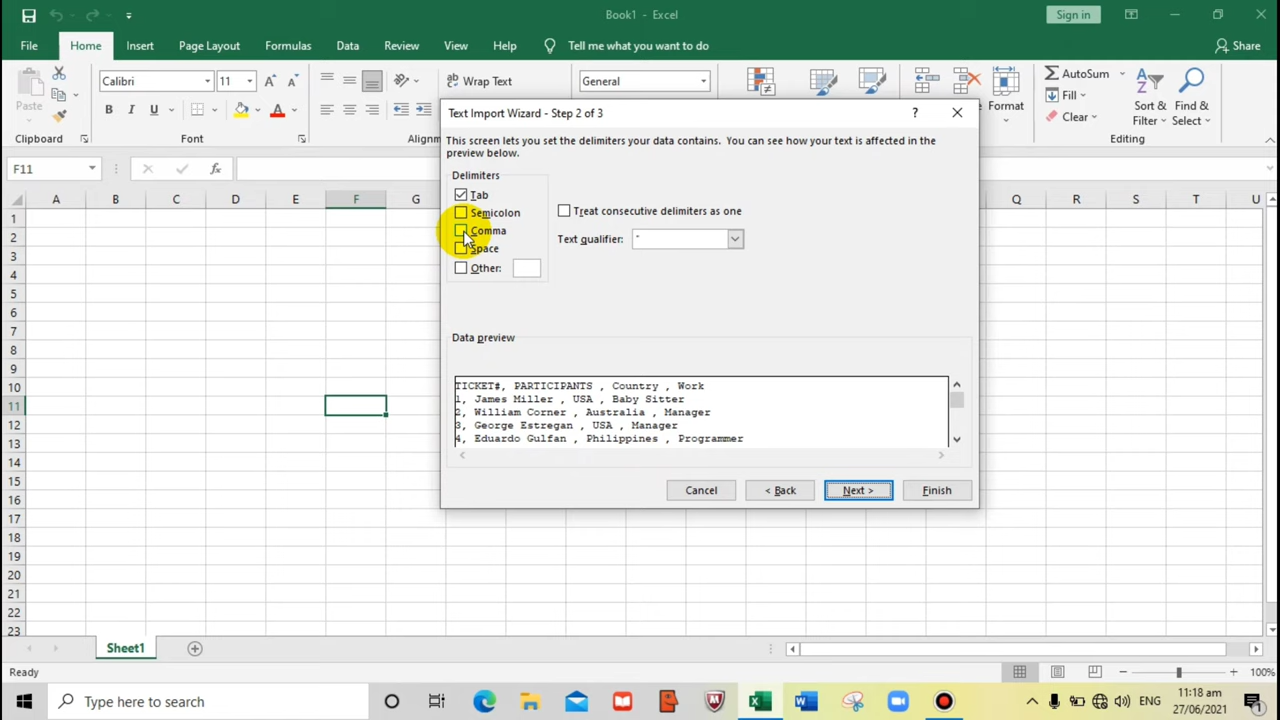 Book1 - Excel
Sign in
File
Home
Insert
Page Layout
Formulas
Data
Review
View
Help
Tell me what you want to do
Share
Paste
Clipboard
Calibri
11
B I U
A
Font
ab Wrap Text
Alignm
General
Format
AutoSum
Fill
Clear
Sort &
Filter
Find &
Select
Editing
F11
fx
A B C D E F G Q R S T U
1
2
3
4
5
6
7
8
9
10
11
12
13
14
15
16
17
18
19
20
21
22
23
Text Import Wizard - Step 2 of 3
?
This screen lets you set the delimiters your data contains. You can see how your text is affected in the
preview below.
Delimiters
Tab
Semicolon
Comma
Space
Other:
Treat consecutive delimiters as one
Text qualifier: "
Data preview
TICKET#, PARTICIPANTS , Country , Work
1, James Miller , USA , Baby Sitter
2, William Corner , Australia , Manager
3, George Estregan , USA , Manager
4, Eduardo Gulfan , Philippines , Programmer
Cancel
< Back
Next >
Finish
Sheet1
Ready
100%
Type here to search
ENG
11:18 am
27/06/2021
1